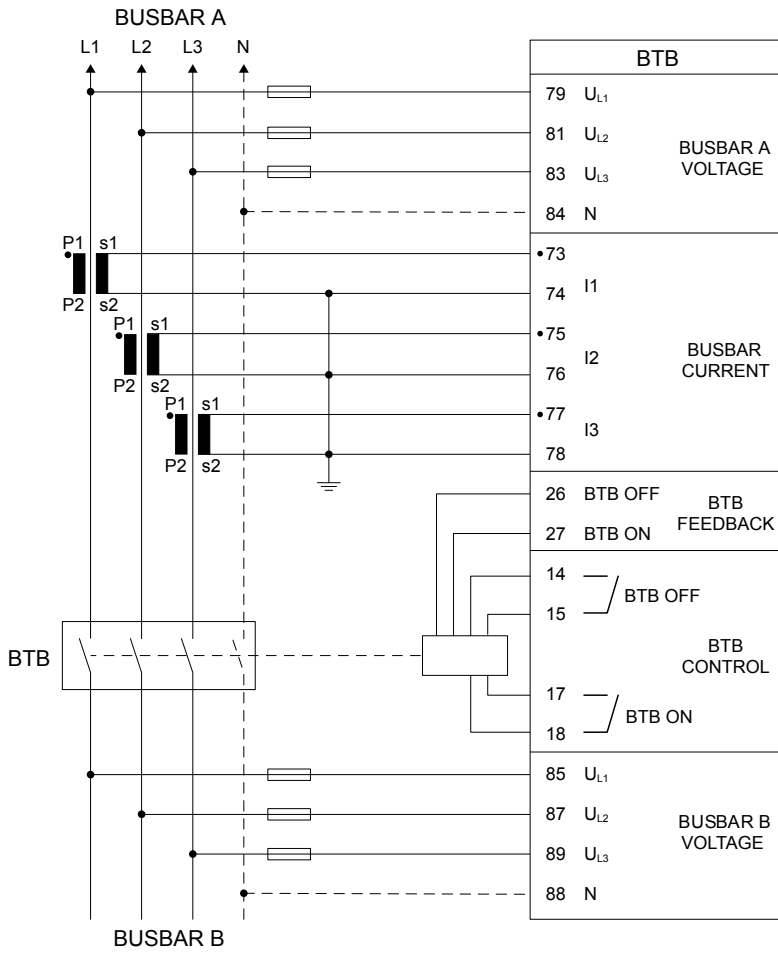 BUSBAR A
L1 L2 L3 N
BTB
79 UL1
81 UL2
BUSBAR A
VOLTAGE
83 UL3
84 N
P1 s1
P2 s2
•73
74
I1
P1 s1
P2 s2
•75
76
I2
BUSBAR
CURRENT
P1 s1
P2 s2
•77
78
I3
26 BTB OFF
27 BTB ON
BTB
FEEDBACK
14
15
BTB OFF
BTB
BTB
CONTROL
17
18
BTB ON
85 UL1
87 UL2
BUSBAR B
VOLTAGE
89 UL3
88 N
BUSBAR B